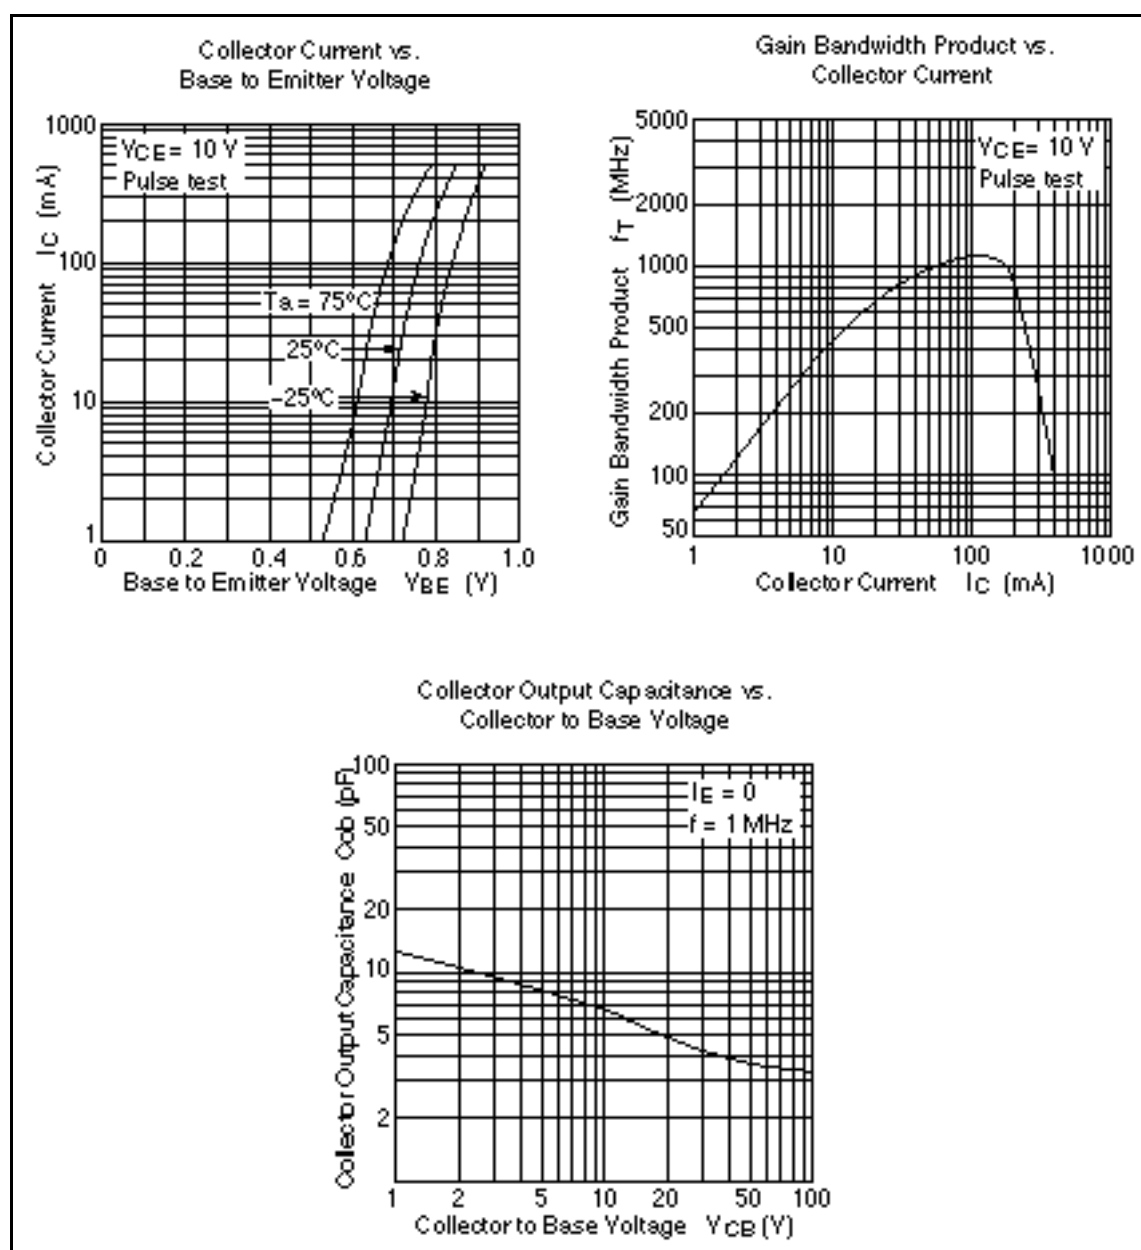 Collector Current vs.
Base to Emitter Voltage
1000
100
10
1
Collector Current IC (mA)
VCE = 10 V
Pulse test
Ta = 75°C
25°C
–25°C
0 0.2 0.4 0.6 0.8 1.0
Base to Emitter Voltage VBE (V)
Gain Bandwidth Product vs.
Collector Current
5000
2000
1000
500
200
100
50
Gain Bandwidth Product fT (MHz)
VCE = 10 V
Pulse test
1 10 100 1000
Collector Current IC (mA)
Collector Output Capacitance vs.
Collector to Base Voltage
100
50
20
10
5
2
Collector Output Capacitance Cob (pF)
IE = 0
f = 1 MHz
1 2 5 10 20 50 100
Collector to Base Voltage VCB (V)